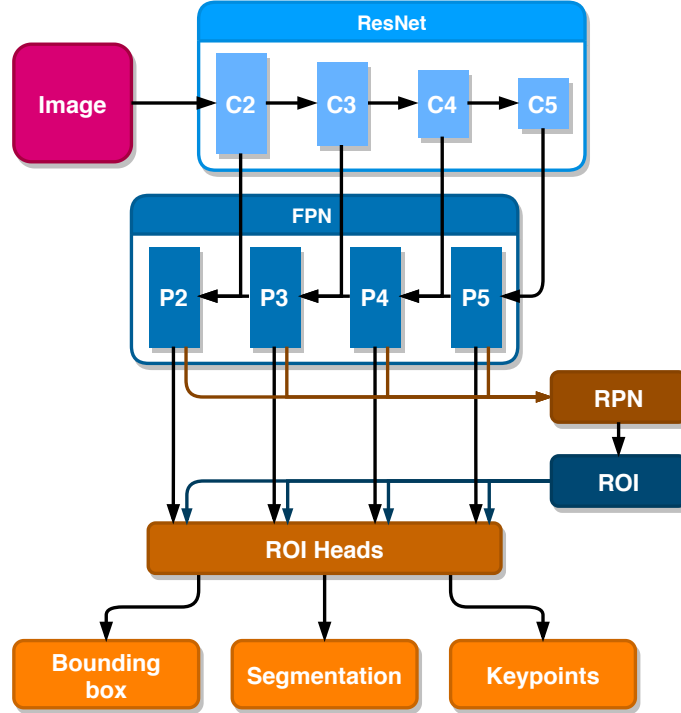 ResNet
Image
C2
C3
C4
C5
FPN
P2
P3
P4
P5
RPN
ROI
ROI Heads
Bounding
box
Segmentation
Keypoints